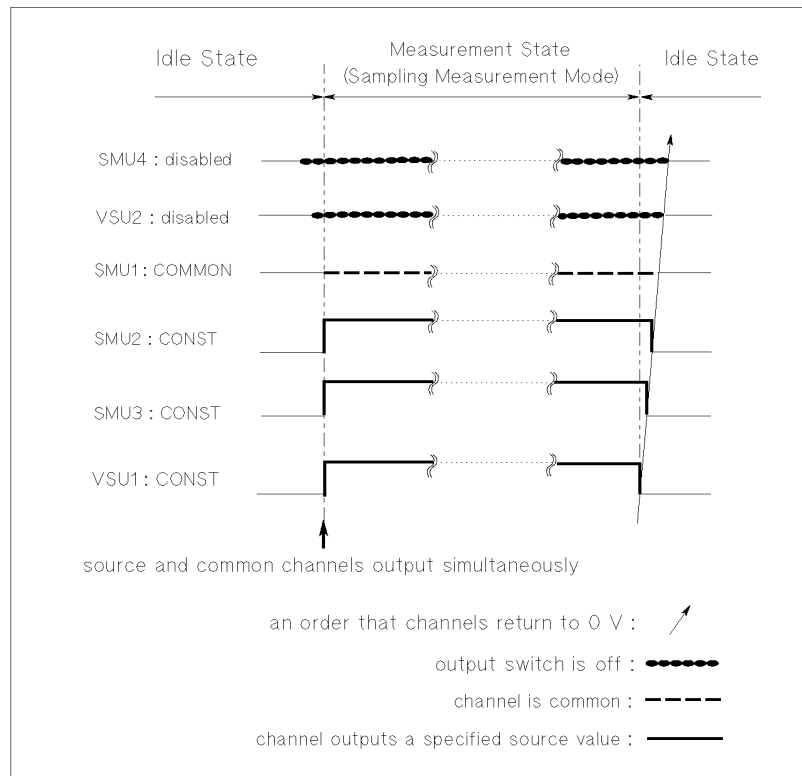 Idle State
Measurement State
(Sampling Measurement Mode)
Idle State
SMU4 : disabled
VSU2 : disabled
SMU1 : COMMON
SMU2 : CONST
SMU3 : CONST
VSU1 : CONST
source and common channels output simultaneously
an order that channels return to 0 V :
output switch is off :
channel is common :
channel outputs a specified source value :